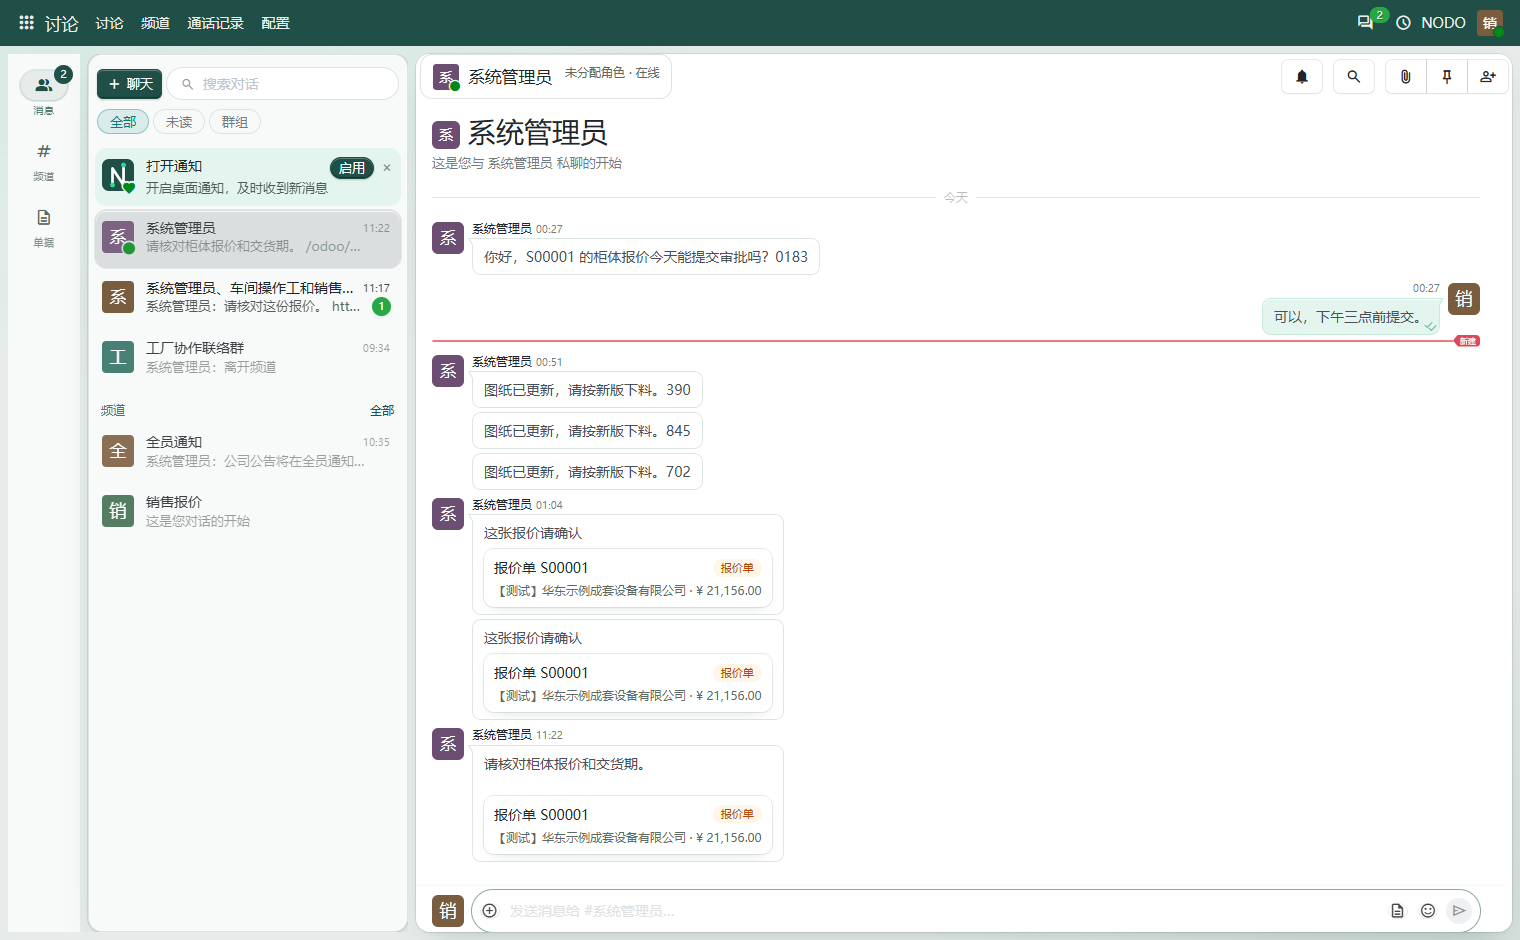 讨论 讨论 频道 通话记录 配置 2 NODO 销
2
消息
频道
单据
聊天 搜索对话
全部 未读 群组
打开通知 启用
开启桌面通知，及时收到新消息
系 系统管理员 11:22
请核对柜体报价和交货期。 /odoo/...
系 系统管理员、车间操作工和销售... 11:17
系统管理员：请核对这份报价。 htt... 1
工 工厂协作联络群 09:34
系统管理员：离开频道
频道 全部
全 全员通知 10:35
系统管理员：公司公告将在全员通知...
销 销售报价
这是您对话的开始
系 系统管理员 未分配角色 · 在线
系 系统管理员
这是您与 系统管理员 私聊的开始
今天
系 系统管理员 00:27
你好，S00001 的柜体报价今天能提交审批吗？0183
00:27 销
可以，下午三点前提交。
新建
系 系统管理员 00:51
图纸已更新，请按新版下料。390
图纸已更新，请按新版下料。845
图纸已更新，请按新版下料。702
系 系统管理员 01:04
这张报价请确认
报价单 S00001 报价单
【测试】华东示例成套设备有限公司 · ¥ 21,156.00
这张报价请确认
报价单 S00001 报价单
【测试】华东示例成套设备有限公司 · ¥ 21,156.00
系 系统管理员 11:22
请核对柜体报价和交货期。
报价单 S00001 报价单
【测试】华东示例成套设备有限公司 · ¥ 21,156.00
销 发送消息给 #系统管理员...